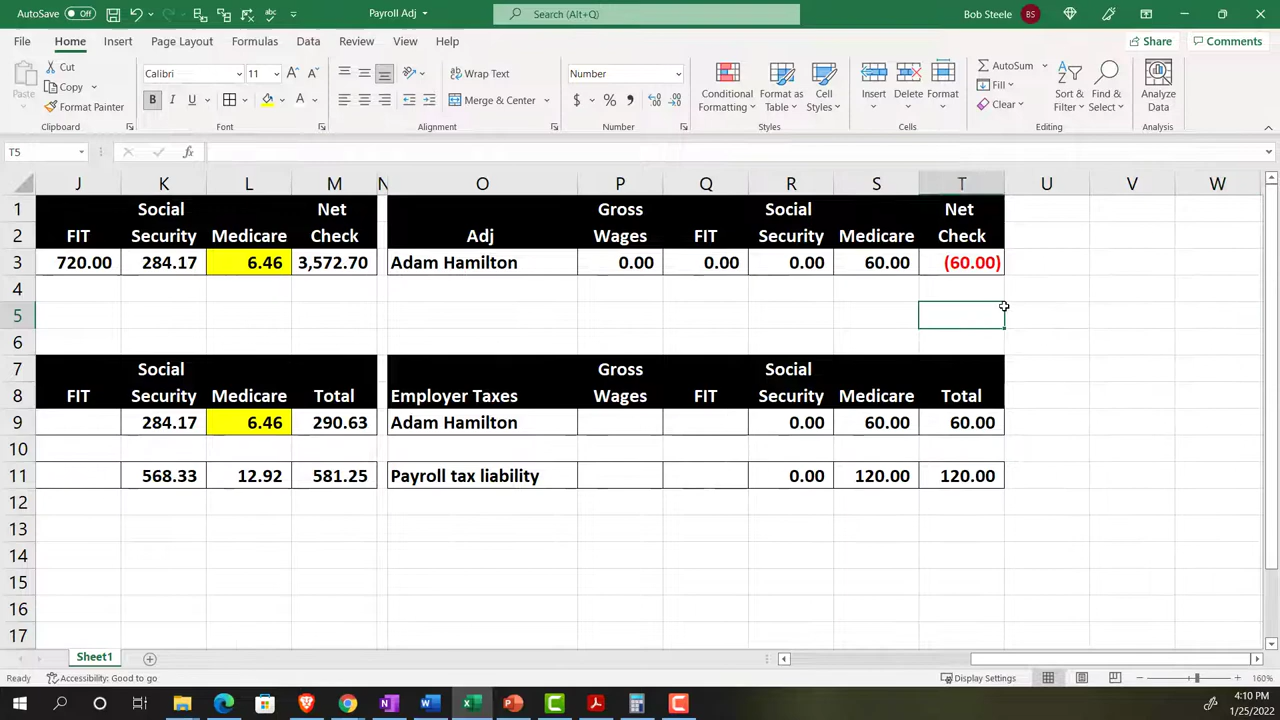 AutoSave Off Payroll Adj Search (Alt+Q) Bob Steele BS
File Home Insert Page Layout Formulas Data Review View Help Share Comments
Paste Cut Copy Format Painter Clipboard
Calibri 11 B I U A Font
Wrap Text Merge & Center Alignment
Number $ % Number
Conditional Formatting Format as Table Cell Styles Styles
Insert Delete Format Cells
AutoSum Fill Clear Sort & Filter Find & Select Editing
Analyze Data Analysis
T5 fx
J K L M N O P Q R S T U V W
1 Social Net Gross Social Net
2 FIT Security Medicare Check Adj Wages FIT Security Medicare Check
3 720.00 284.17 6.46 3,572.70 Adam Hamilton 0.00 0.00 0.00 60.00 (60.00)
4
5
6
7 Social Gross Social
8 FIT Security Medicare Total Employer Taxes Wages FIT Security Medicare Total
9 284.17 6.46 290.63 Adam Hamilton 0.00 60.00 60.00
10
11 568.33 12.92 581.25 Payroll tax liability 0.00 120.00 120.00
12
13
14
15
16
17
Sheet1
Ready Accessibility: Good to go Display Settings 160%
4:10 PM
1/25/2022